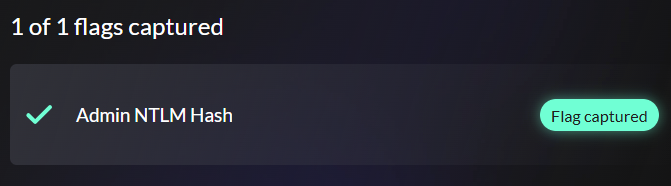 1 of 1 flags captured
Admin NTLM Hash
Flag captured